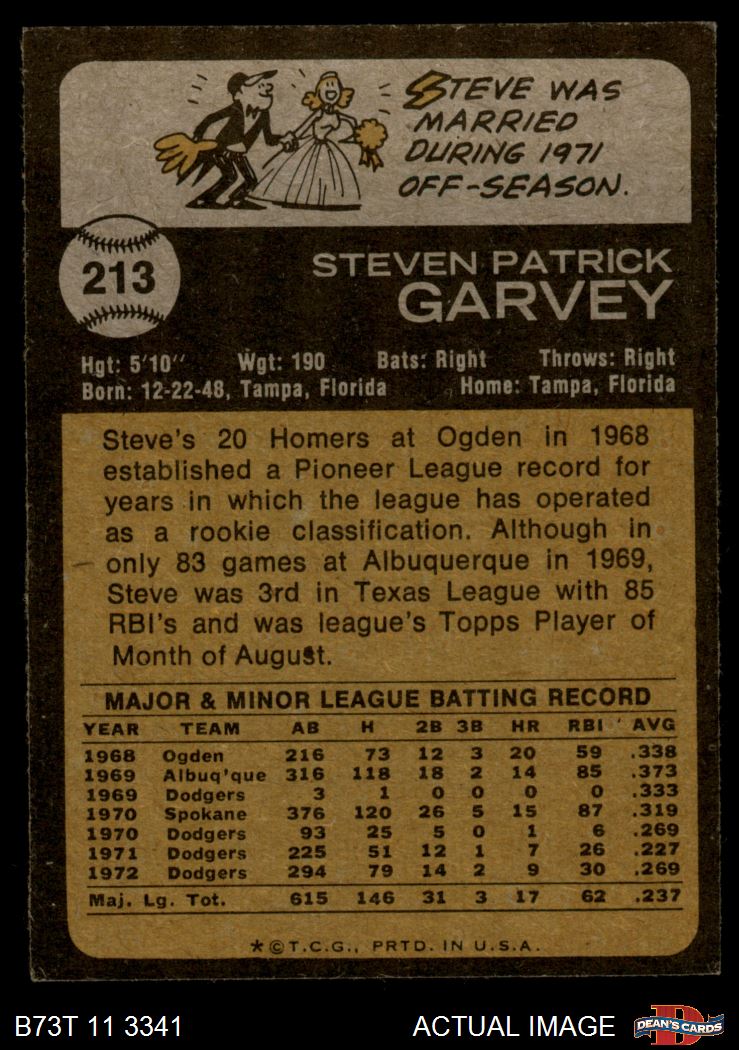 STEVE WAS
MARRIED
DURING 1971
OFF-SEASON.
213
STEVEN PATRICK
GARVEY
Hgt: 5'10" Wgt: 190 Bats: Right Throws: Right
Born: 12-22-48, Tampa, Florida Home: Tampa, Florida
Steve's 20 Homers at Ogden in 1968
established a Pioneer League record for
years in which the league has operated
as a rookie classification. Although in
only 83 games at Albuquerque in 1969,
Steve was 3rd in Texas League with 85
RBI's and was league's Topps Player of
Month of August.
MAJOR & MINOR LEAGUE BATTING RECORD
YEAR TEAM AB H 2B 3B HR RBI AVG
1968 Ogden 216 73 12 3 20 59 .338
1969 Albuq'que 316 118 18 2 14 85 .373
1969 Dodgers 3 1 0 0 0 0 .333
1970 Spokane 376 120 26 5 15 87 .319
1970 Dodgers 93 25 5 0 1 6 .269
1971 Dodgers 225 51 12 1 7 26 .227
1972 Dodgers 294 79 14 2 9 30 .269
Maj. Lg. Tot. 615 146 31 3 17 62 .237
*©T.C.G., PRTD. IN U.S.A.
B73T 11 3341 ACTUAL IMAGE D DEAN'S CARDS